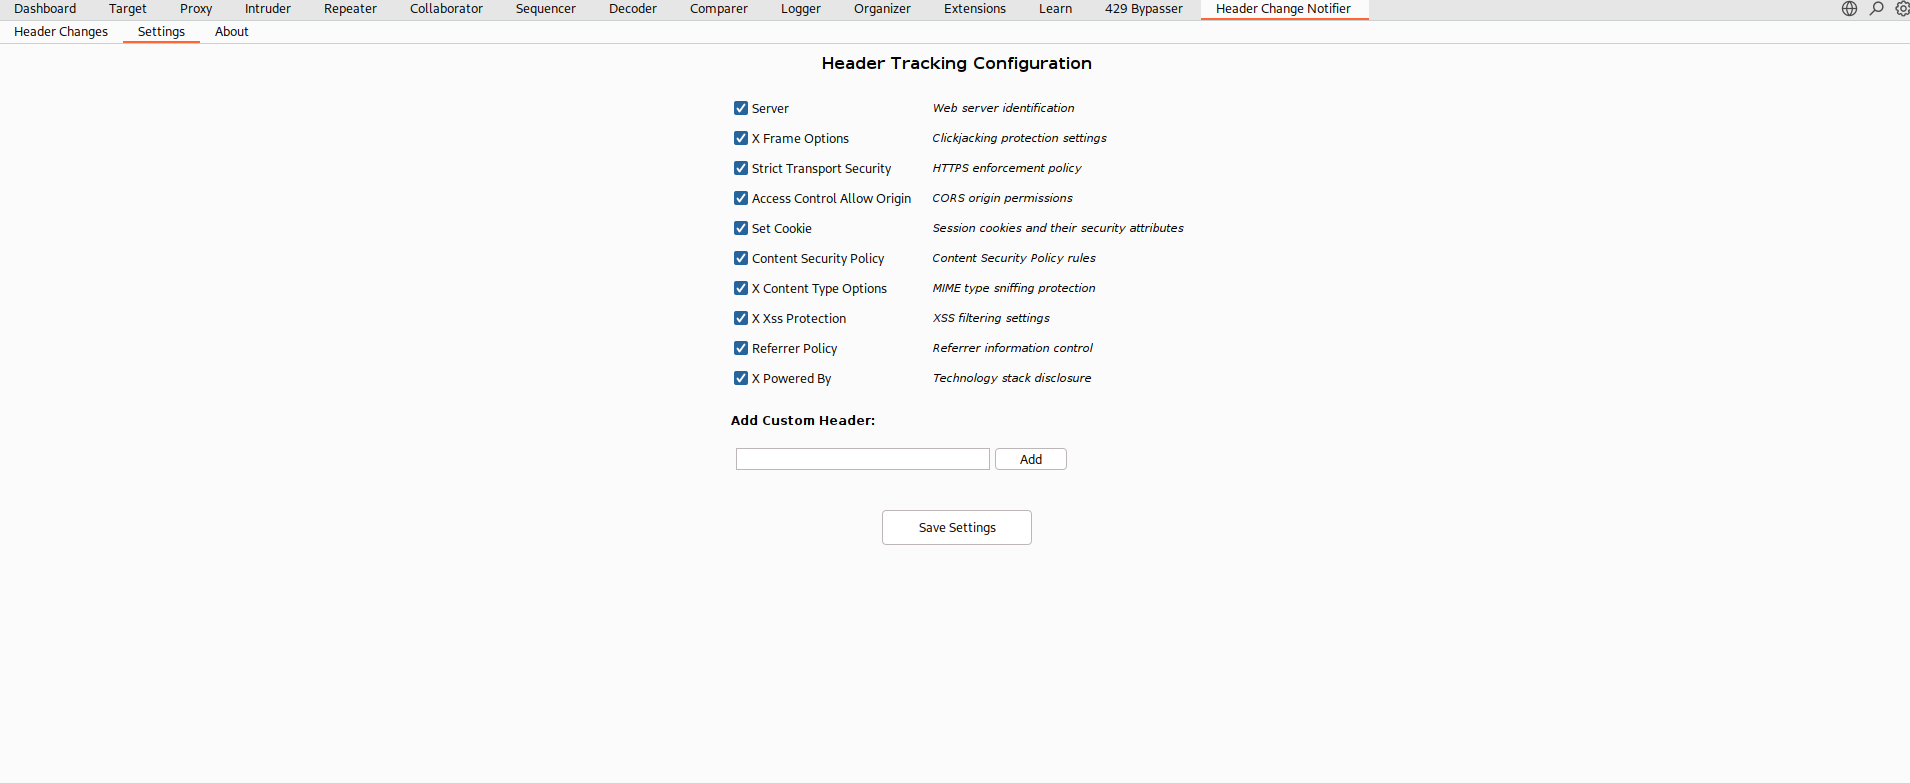 Dashboard Target Proxy Intruder Repeater Collaborator Sequencer Decoder Comparer Logger Organizer Extensions Learn 429 Bypasser Header Change Notifier
Header Changes Settings About
Header Tracking Configuration
Server Web server identification
X Frame Options Clickjacking protection settings
Strict Transport Security HTTPS enforcement policy
Access Control Allow Origin CORS origin permissions
Set Cookie Session cookies and their security attributes
Content Security Policy Content Security Policy rules
X Content Type Options MIME type sniffing protection
X Xss Protection XSS filtering settings
Referrer Policy Referrer information control
X Powered By Technology stack disclosure
Add Custom Header:
Add
Save Settings